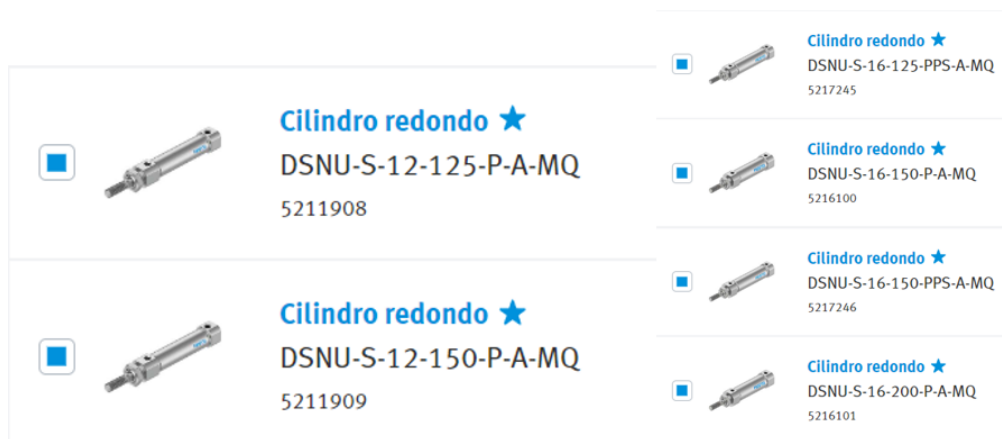 Cilindro redondo ★
DSNU-S-12-125-P-A-MQ
5211908
Cilindro redondo ★
DSNU-S-12-150-P-A-MQ
5211909
Cilindro redondo ★
DSNU-S-16-125-PPS-A-MQ
5217245
Cilindro redondo ★
DSNU-S-16-150-P-A-MQ
5216100
Cilindro redondo ★
DSNU-S-16-150-PPS-A-MQ
5217246
Cilindro redondo ★
DSNU-S-16-200-P-A-MQ
5216101